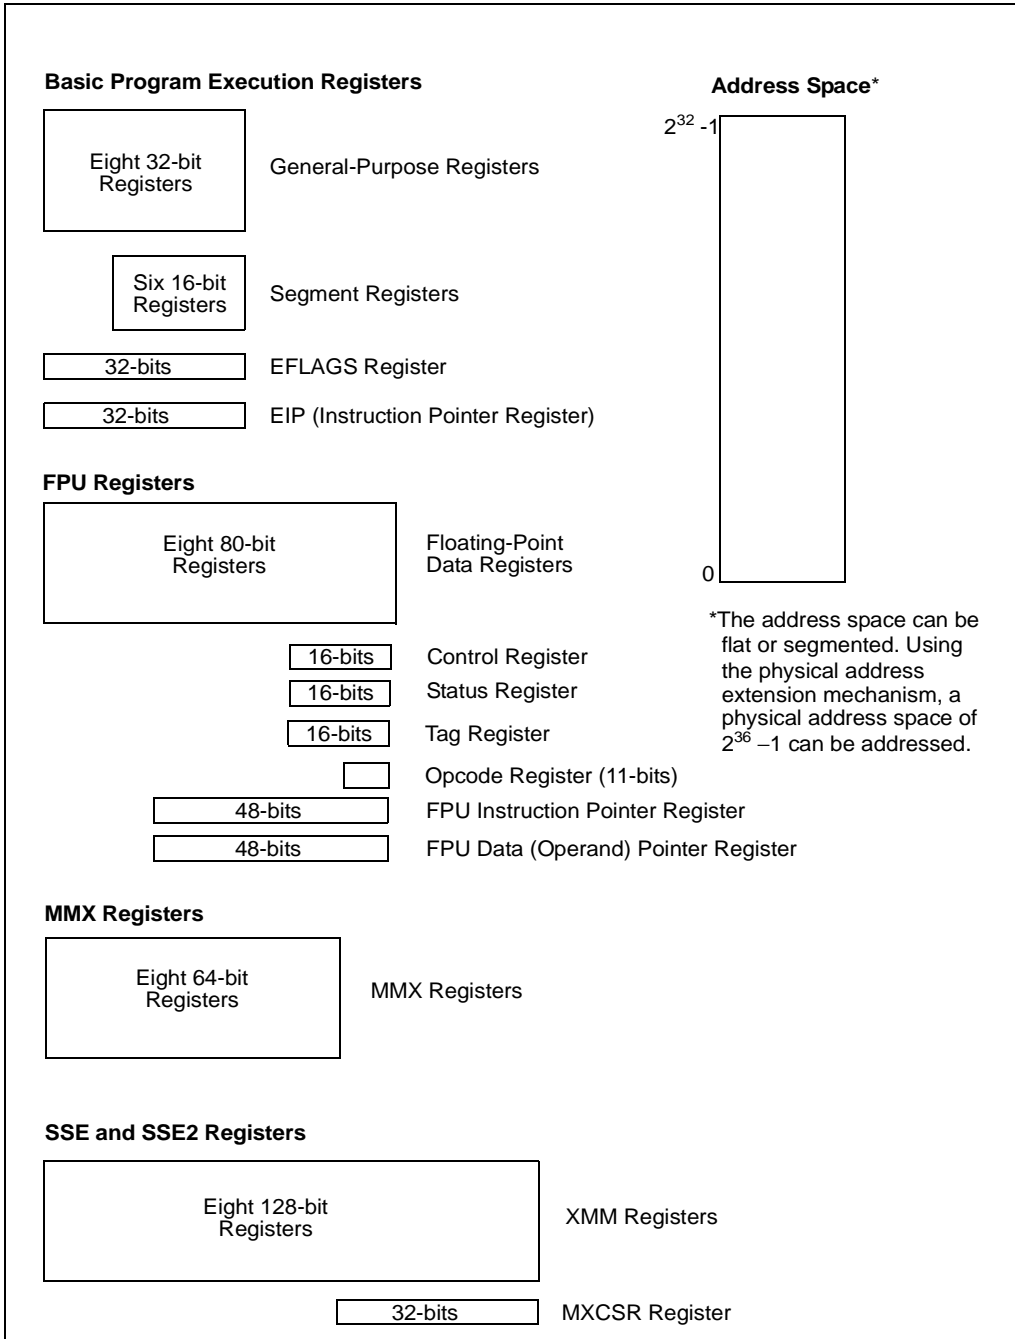 Basic Program Execution Registers
Eight 32-bit
Registers
General-Purpose Registers
Six 16-bit
Registers
Segment Registers
32-bits
EFLAGS Register
32-bits
EIP (Instruction Pointer Register)
Address Space*
2^32 -1
0
*The address space can be
flat or segmented. Using
the physical address
extension mechanism, a
physical address space of
2^36 –1 can be addressed.
FPU Registers
Eight 80-bit
Registers
Floating-Point
Data Registers
16-bits
Control Register
16-bits
Status Register
16-bits
Tag Register
Opcode Register (11-bits)
48-bits
FPU Instruction Pointer Register
48-bits
FPU Data (Operand) Pointer Register
MMX Registers
Eight 64-bit
Registers
MMX Registers
SSE and SSE2 Registers
Eight 128-bit
Registers
XMM Registers
32-bits
MXCSR Register